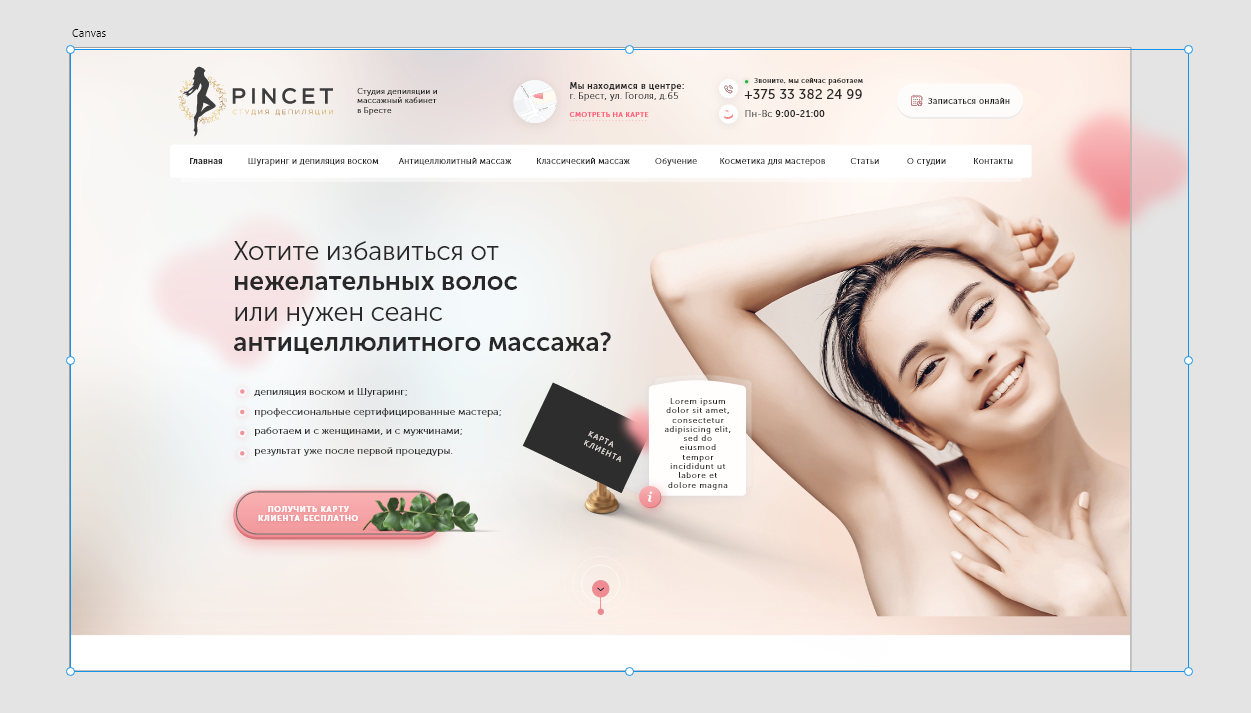 Canvas
PINCET
СТУДИЯ ДЕПИЛЯЦИИ
Студия депиляции и
массажный кабинет
в Бресте
Мы находимся в центре:
г. Брест, ул. Гоголя, д.65
СМОТРЕТЬ НА КАРТЕ
Звоните, мы сейчас работаем
+375 33 382 24 99
Пн-Вс 9:00-21:00
Записаться онлайн
Главная
Шугаринг и депиляция воском
Антицеллюлитный массаж
Классический массаж
Обучение
Косметика для мастеров
Статьи
О студии
Контакты
Хотите избавиться от
нежелательных волос
или нужен сеанс
антицеллюлитного массажа?
депиляция воском и Шугаринг;
профессиональные сертифицированные мастера;
работаем и с женщинами, и с мужчинами;
результат уже после первой процедуры.
ПОЛУЧИТЬ КАРТУ
КЛИЕНТА БЕСПЛАТНО
КАРТА
КЛИЕНТА
Lorem ipsum
dolor sit amet,
consectetur
adipisicing elit,
sed do
eiusmod
tempor
incididunt ut
labore et
dolore magna
i